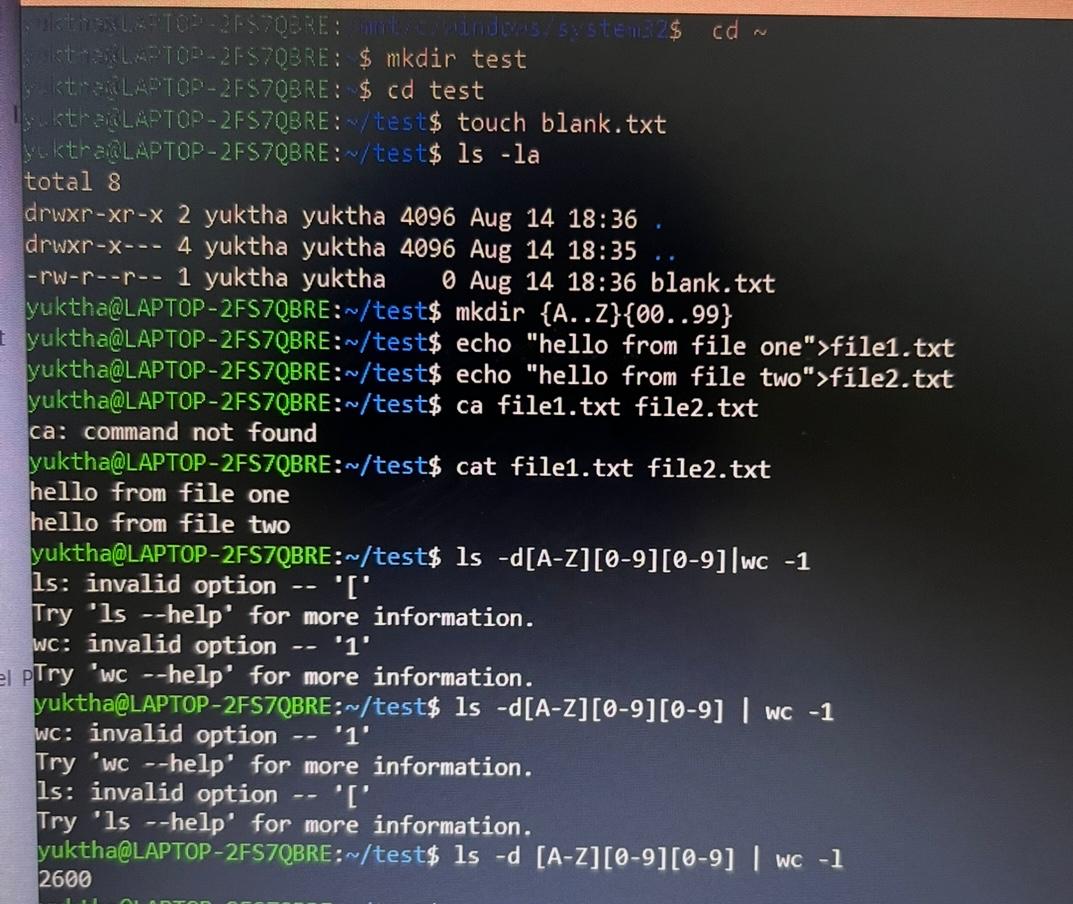 yuktha@LAPTOP-2FS7QBRE:/mnt/c/windows/system32$ cd ~
yuktha@LAPTOP-2FS7QBRE:~$ mkdir test
yuktha@LAPTOP-2FS7QBRE:~$ cd test
yuktha@LAPTOP-2FS7QBRE:~/test$ touch blank.txt
yuktha@LAPTOP-2FS7QBRE:~/test$ ls -la
total 8
drwxr-xr-x 2 yuktha yuktha 4096 Aug 14 18:36 .
drwxr-x--- 4 yuktha yuktha 4096 Aug 14 18:35 ..
-rw-r--r-- 1 yuktha yuktha    0 Aug 14 18:36 blank.txt
yuktha@LAPTOP-2FS7QBRE:~/test$ mkdir {A..Z}{00..99}
yuktha@LAPTOP-2FS7QBRE:~/test$ echo "hello from file one">file1.txt
yuktha@LAPTOP-2FS7QBRE:~/test$ echo "hello from file two">file2.txt
yuktha@LAPTOP-2FS7QBRE:~/test$ ca file1.txt file2.txt
ca: command not found
yuktha@LAPTOP-2FS7QBRE:~/test$ cat file1.txt file2.txt
hello from file one
hello from file two
yuktha@LAPTOP-2FS7QBRE:~/test$ ls -d[A-Z][0-9][0-9]|wc -1
ls: invalid option -- '['
Try 'ls --help' for more information.
wc: invalid option -- '1'
Try 'wc --help' for more information.
yuktha@LAPTOP-2FS7QBRE:~/test$ ls -d[A-Z][0-9][0-9] | wc -1
wc: invalid option -- '1'
Try 'wc --help' for more information.
ls: invalid option -- '['
Try 'ls --help' for more information.
yuktha@LAPTOP-2FS7QBRE:~/test$ ls -d [A-Z][0-9][0-9] | wc -l
2600